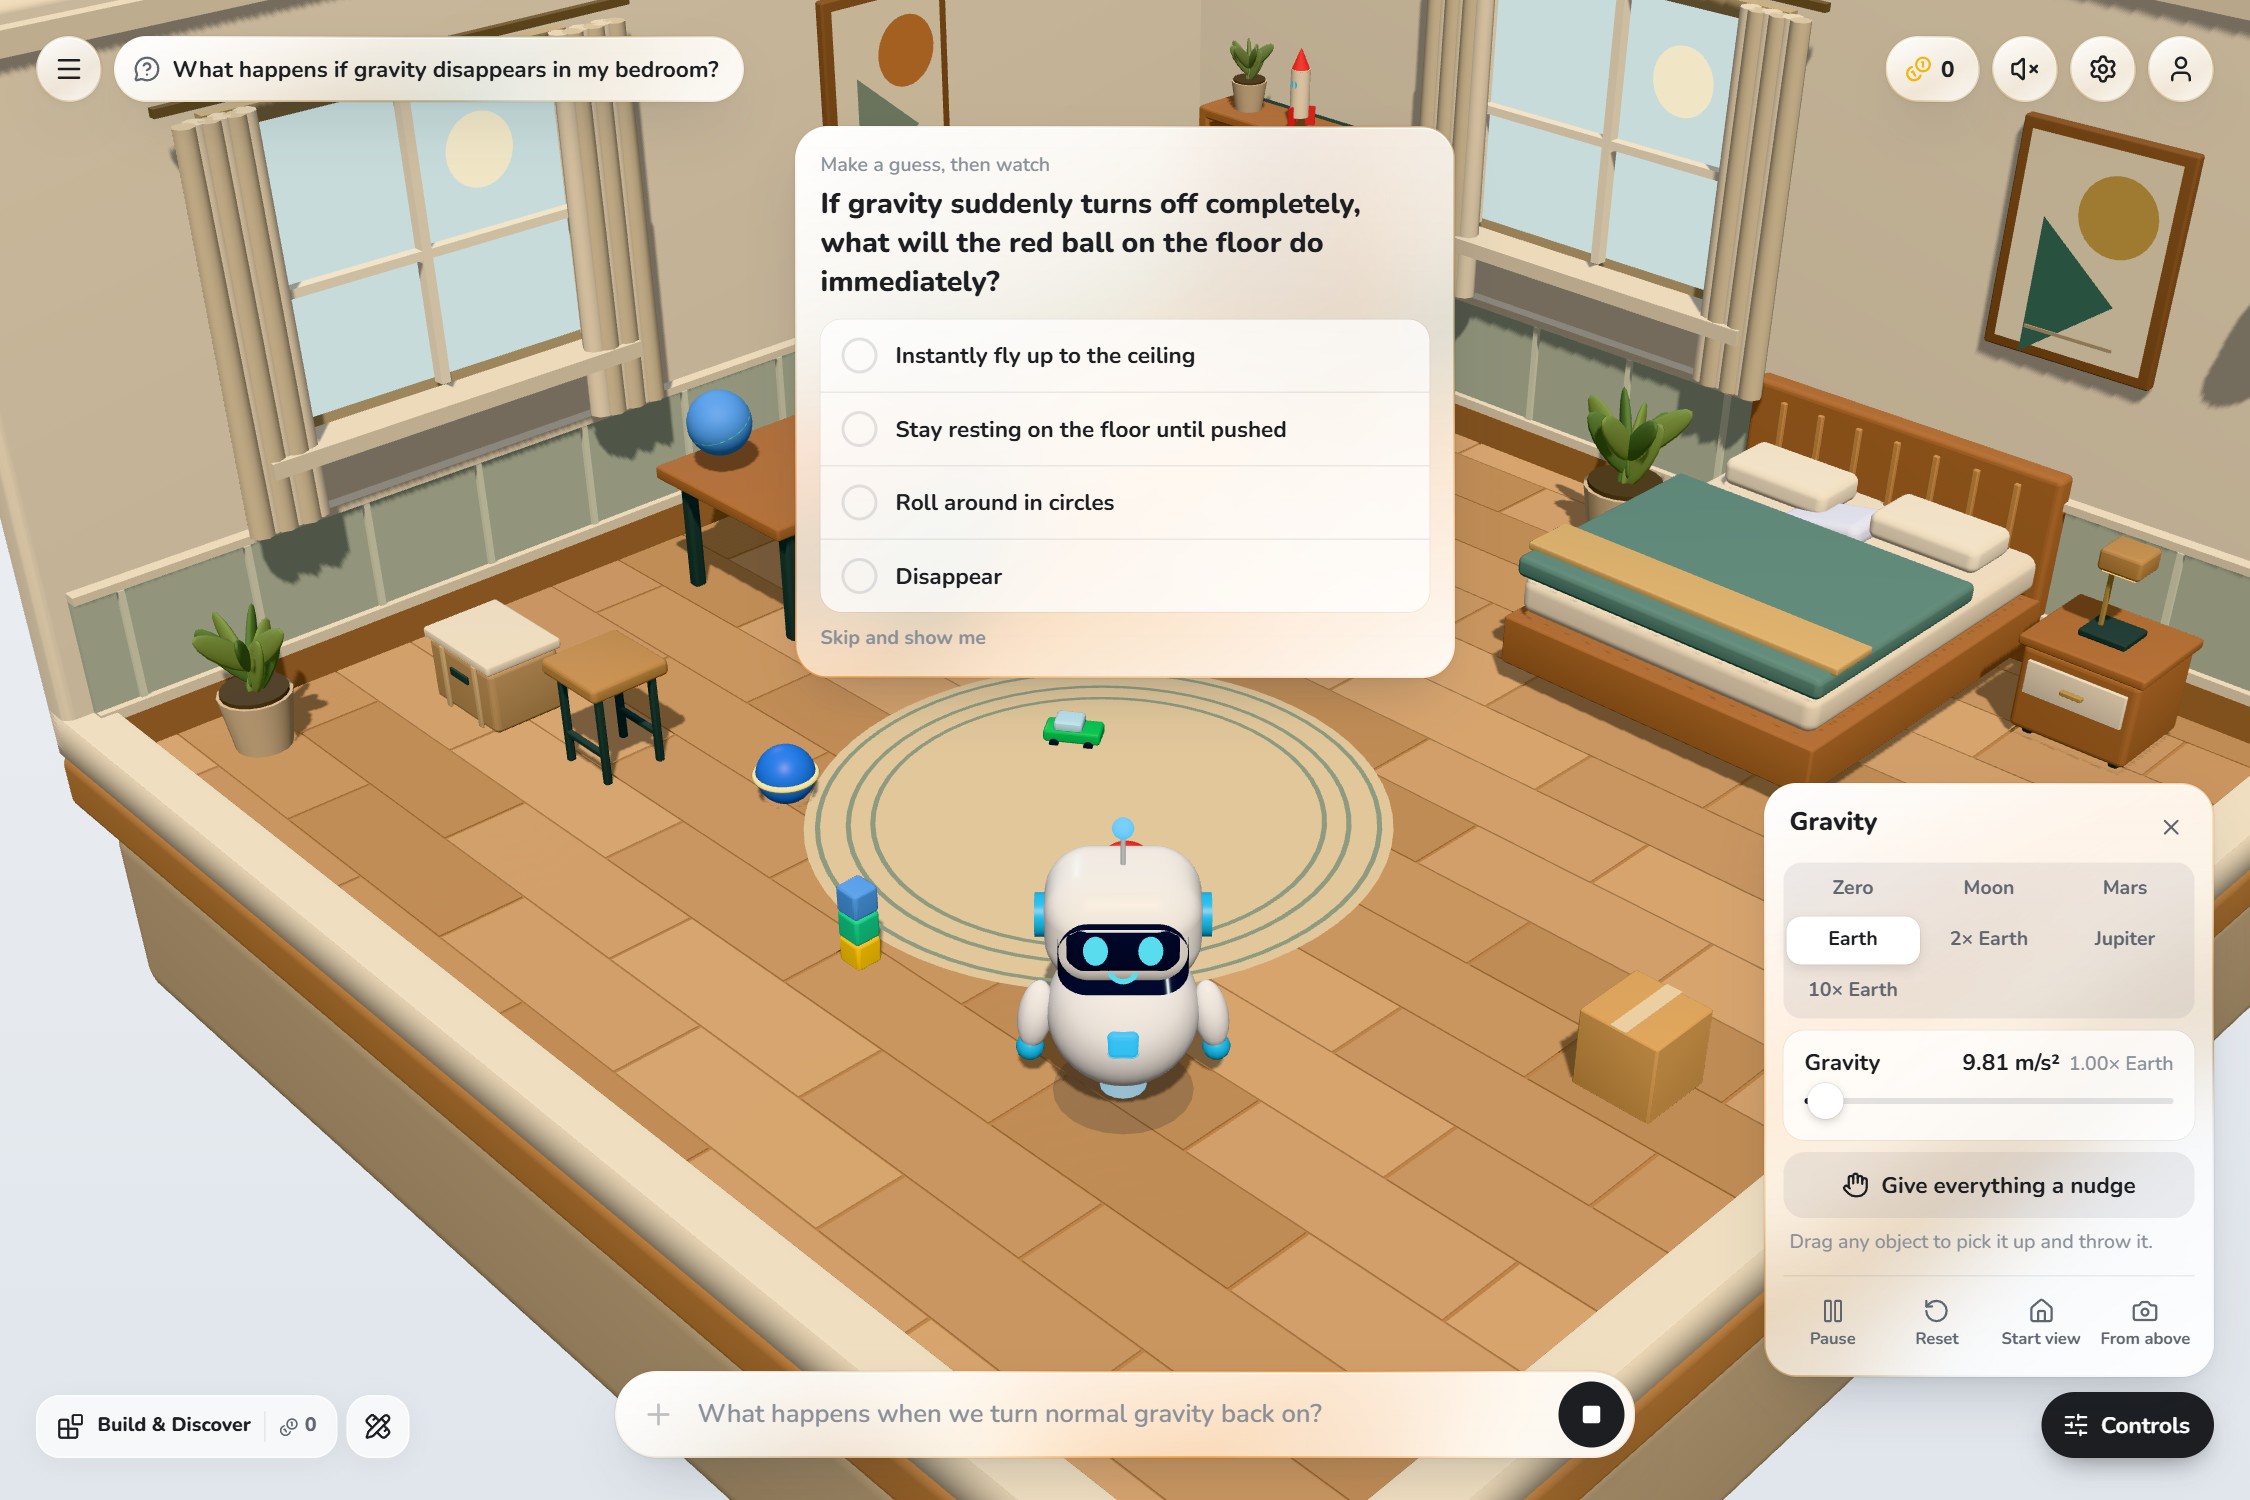 What happens if gravity disappears in my bedroom?
0
Make a guess, then watch
If gravity suddenly turns off completely,
what will the red ball on the floor do
immediately?
Instantly fly up to the ceiling
Stay resting on the floor until pushed
Roll around in circles
Disappear
Skip and show me
Gravity
Zero Moon Mars
Earth 2× Earth Jupiter
10× Earth
Gravity 9.81 m/s² 1.00× Earth
Give everything a nudge
Drag any object to pick it up and throw it.
Pause Reset Start view From above
Build & Discover 0
What happens when we turn normal gravity back on?
Controls